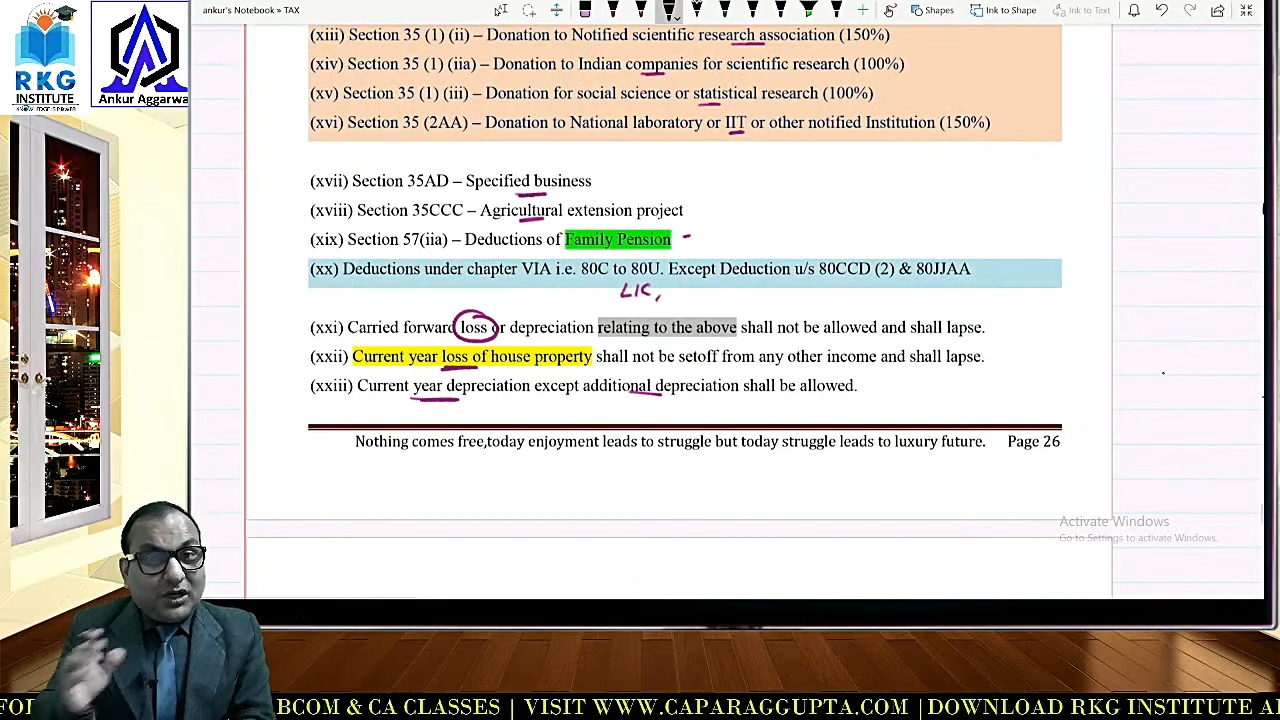 ankur's Notebook » TAX
Shapes
Ink to Shape
Ink to Text
RKG
INSTITUTE
Ankur Aggarwa
(xiii) Section 35 (1) (ii) – Donation to Notified scientific research association (150%)
(xiv) Section 35 (1) (iia) – Donation to Indian companies for scientific research (100%)
(xv) Section 35 (1) (iii) – Donation for social science or statistical research (100%)
(xvi) Section 35 (2AA) – Donation to National laboratory or IIT or other notified Institution (150%)
(xvii) Section 35AD – Specified business
(xviii) Section 35CCC – Agricultural extension project
(xix) Section 57(iia) – Deductions of Family Pension
(xx) Deductions under chapter VIA i.e. 80C to 80U. Except Deduction u/s 80CCD (2) & 80JJAA
LIC,
(xxi) Carried forward loss or depreciation relating to the above shall not be allowed and shall lapse.
(xxii) Current year loss of house property shall not be setoff from any other income and shall lapse.
(xxiii) Current year depreciation except additional depreciation shall be allowed.
Nothing comes free,today enjoyment leads to struggle but today struggle leads to luxury future. Page 26
Activate Windows
Go to Settings to activate Windows.
FO BCOM & CA CLASSES | VISIT WWW.CAPARAGGUPTA.COM |DOWNLOAD RKG INSTITUTE A